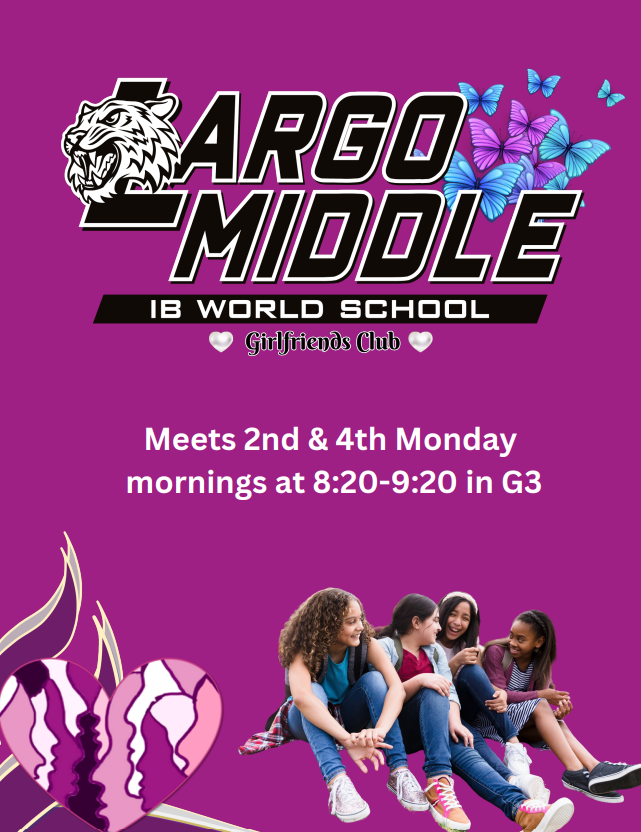 LARGO
MIDDLE
IB WORLD SCHOOL
Girlfriends Club
Meets 2nd & 4th Monday
mornings at 8:20-9:20 in G3